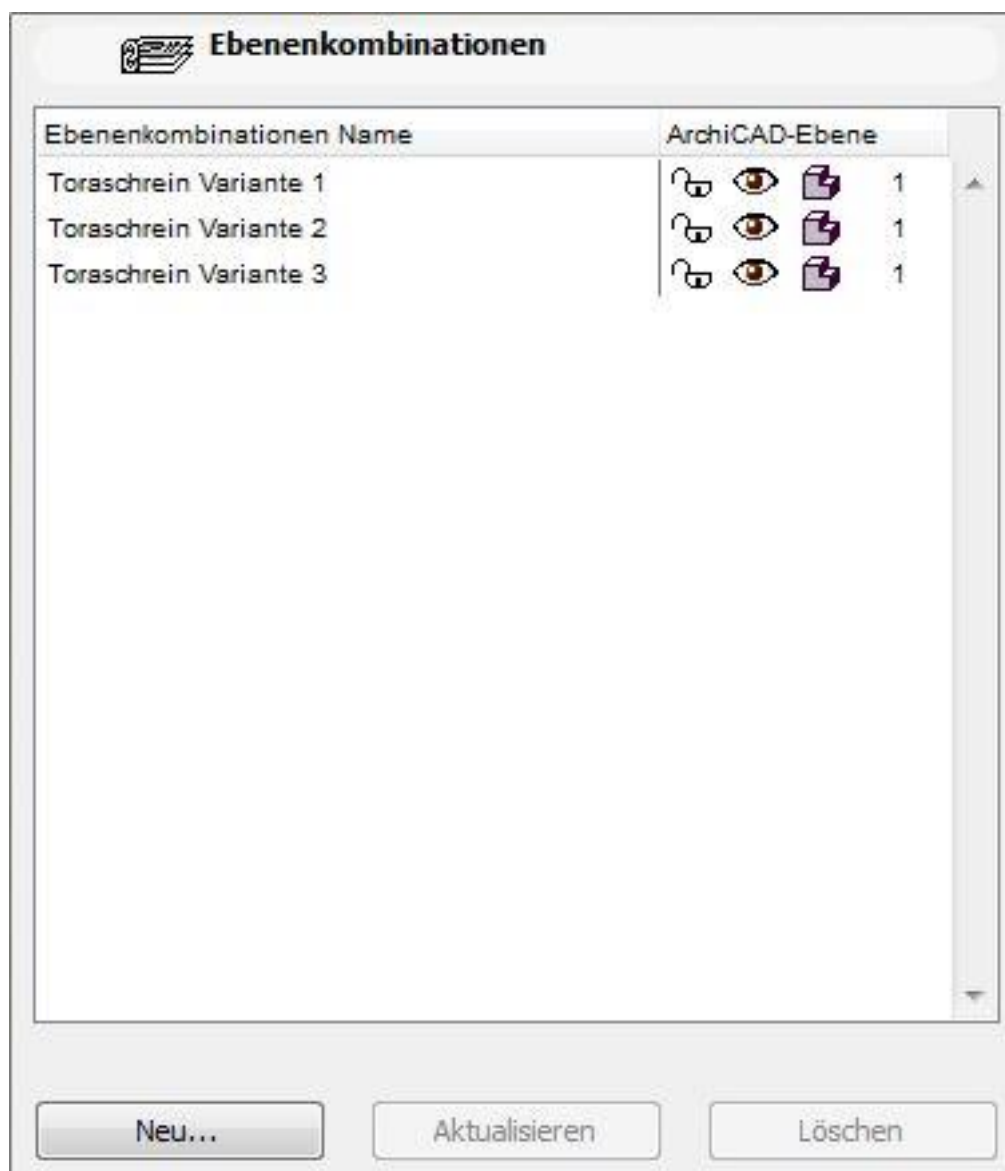 Ebenenkombinationen
Ebenenkombinationen Name ArchiCAD-Ebene
Toraschrein Variante 1 1
Toraschrein Variante 2 1
Toraschrein Variante 3 1
Neu... Aktualisieren Löschen